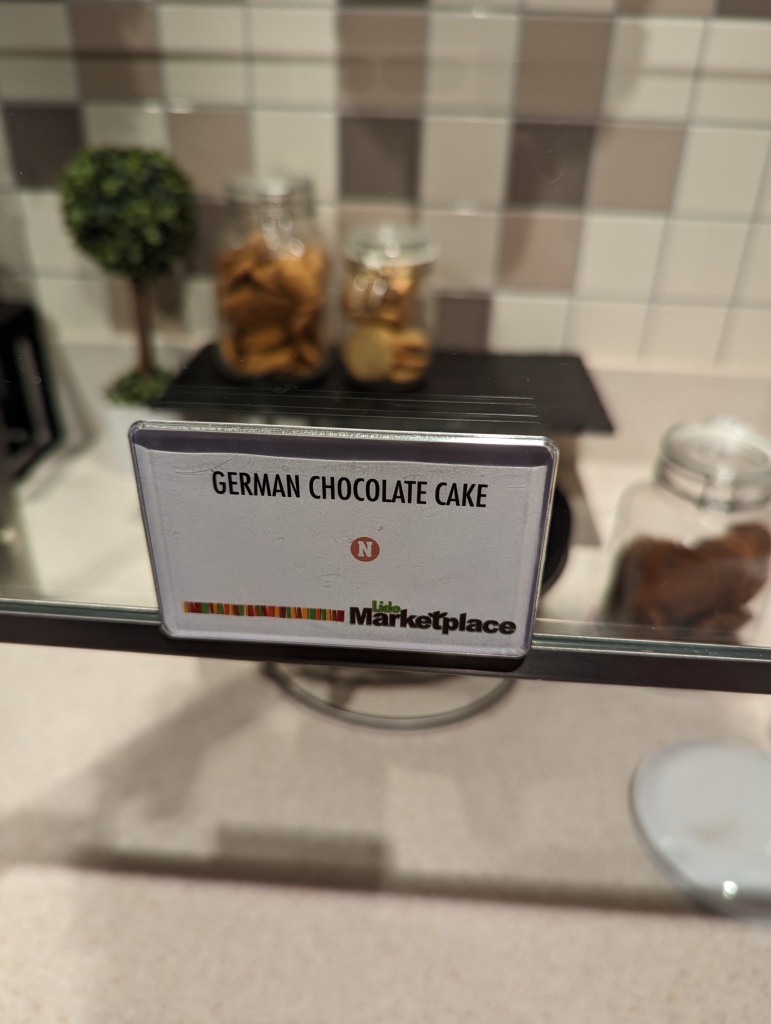 GERMAN CHOCOLATE CAKE
N
Lido
Marketplace